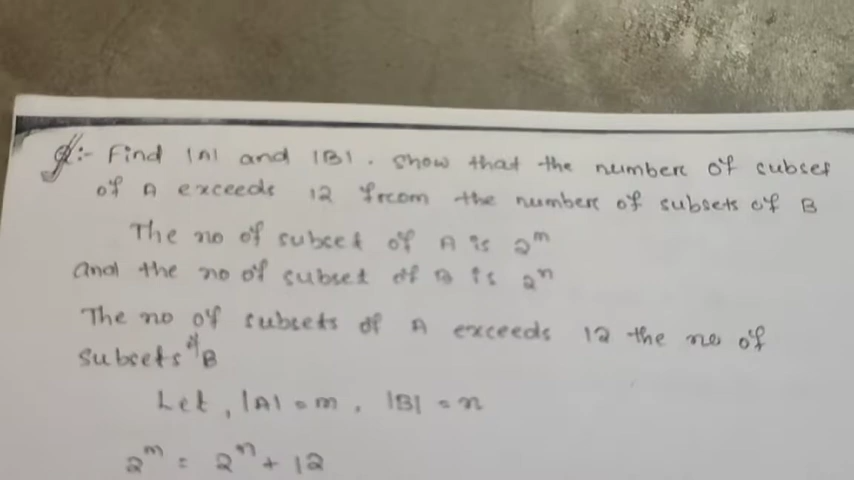 Q:- Find |A| and |B|. Show that the number of subset
of A exceeds 12 from the number of subsets of B
The no of subset of A is 2^m
and the no of subset of B is 2^n
The no of subsets of A exceeds 12 the no of
subsets of B
Let, |A| = m, |B| = n
2^m = 2^n + 12